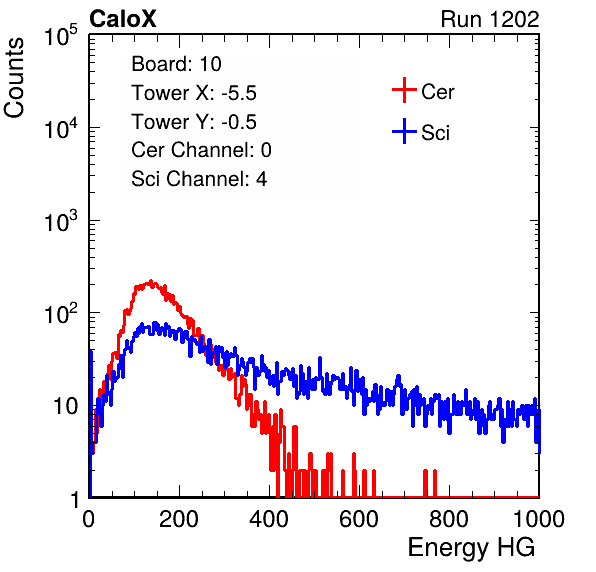 CaloX Run 1202
Counts
Board: 10
Tower X: -5.5
Tower Y: -0.5
Cer Channel: 0
Sci Channel: 4
Cer
Sci
10^5
10^4
10^3
10^2
10
1
0 200 400 600 800 1000
Energy HG